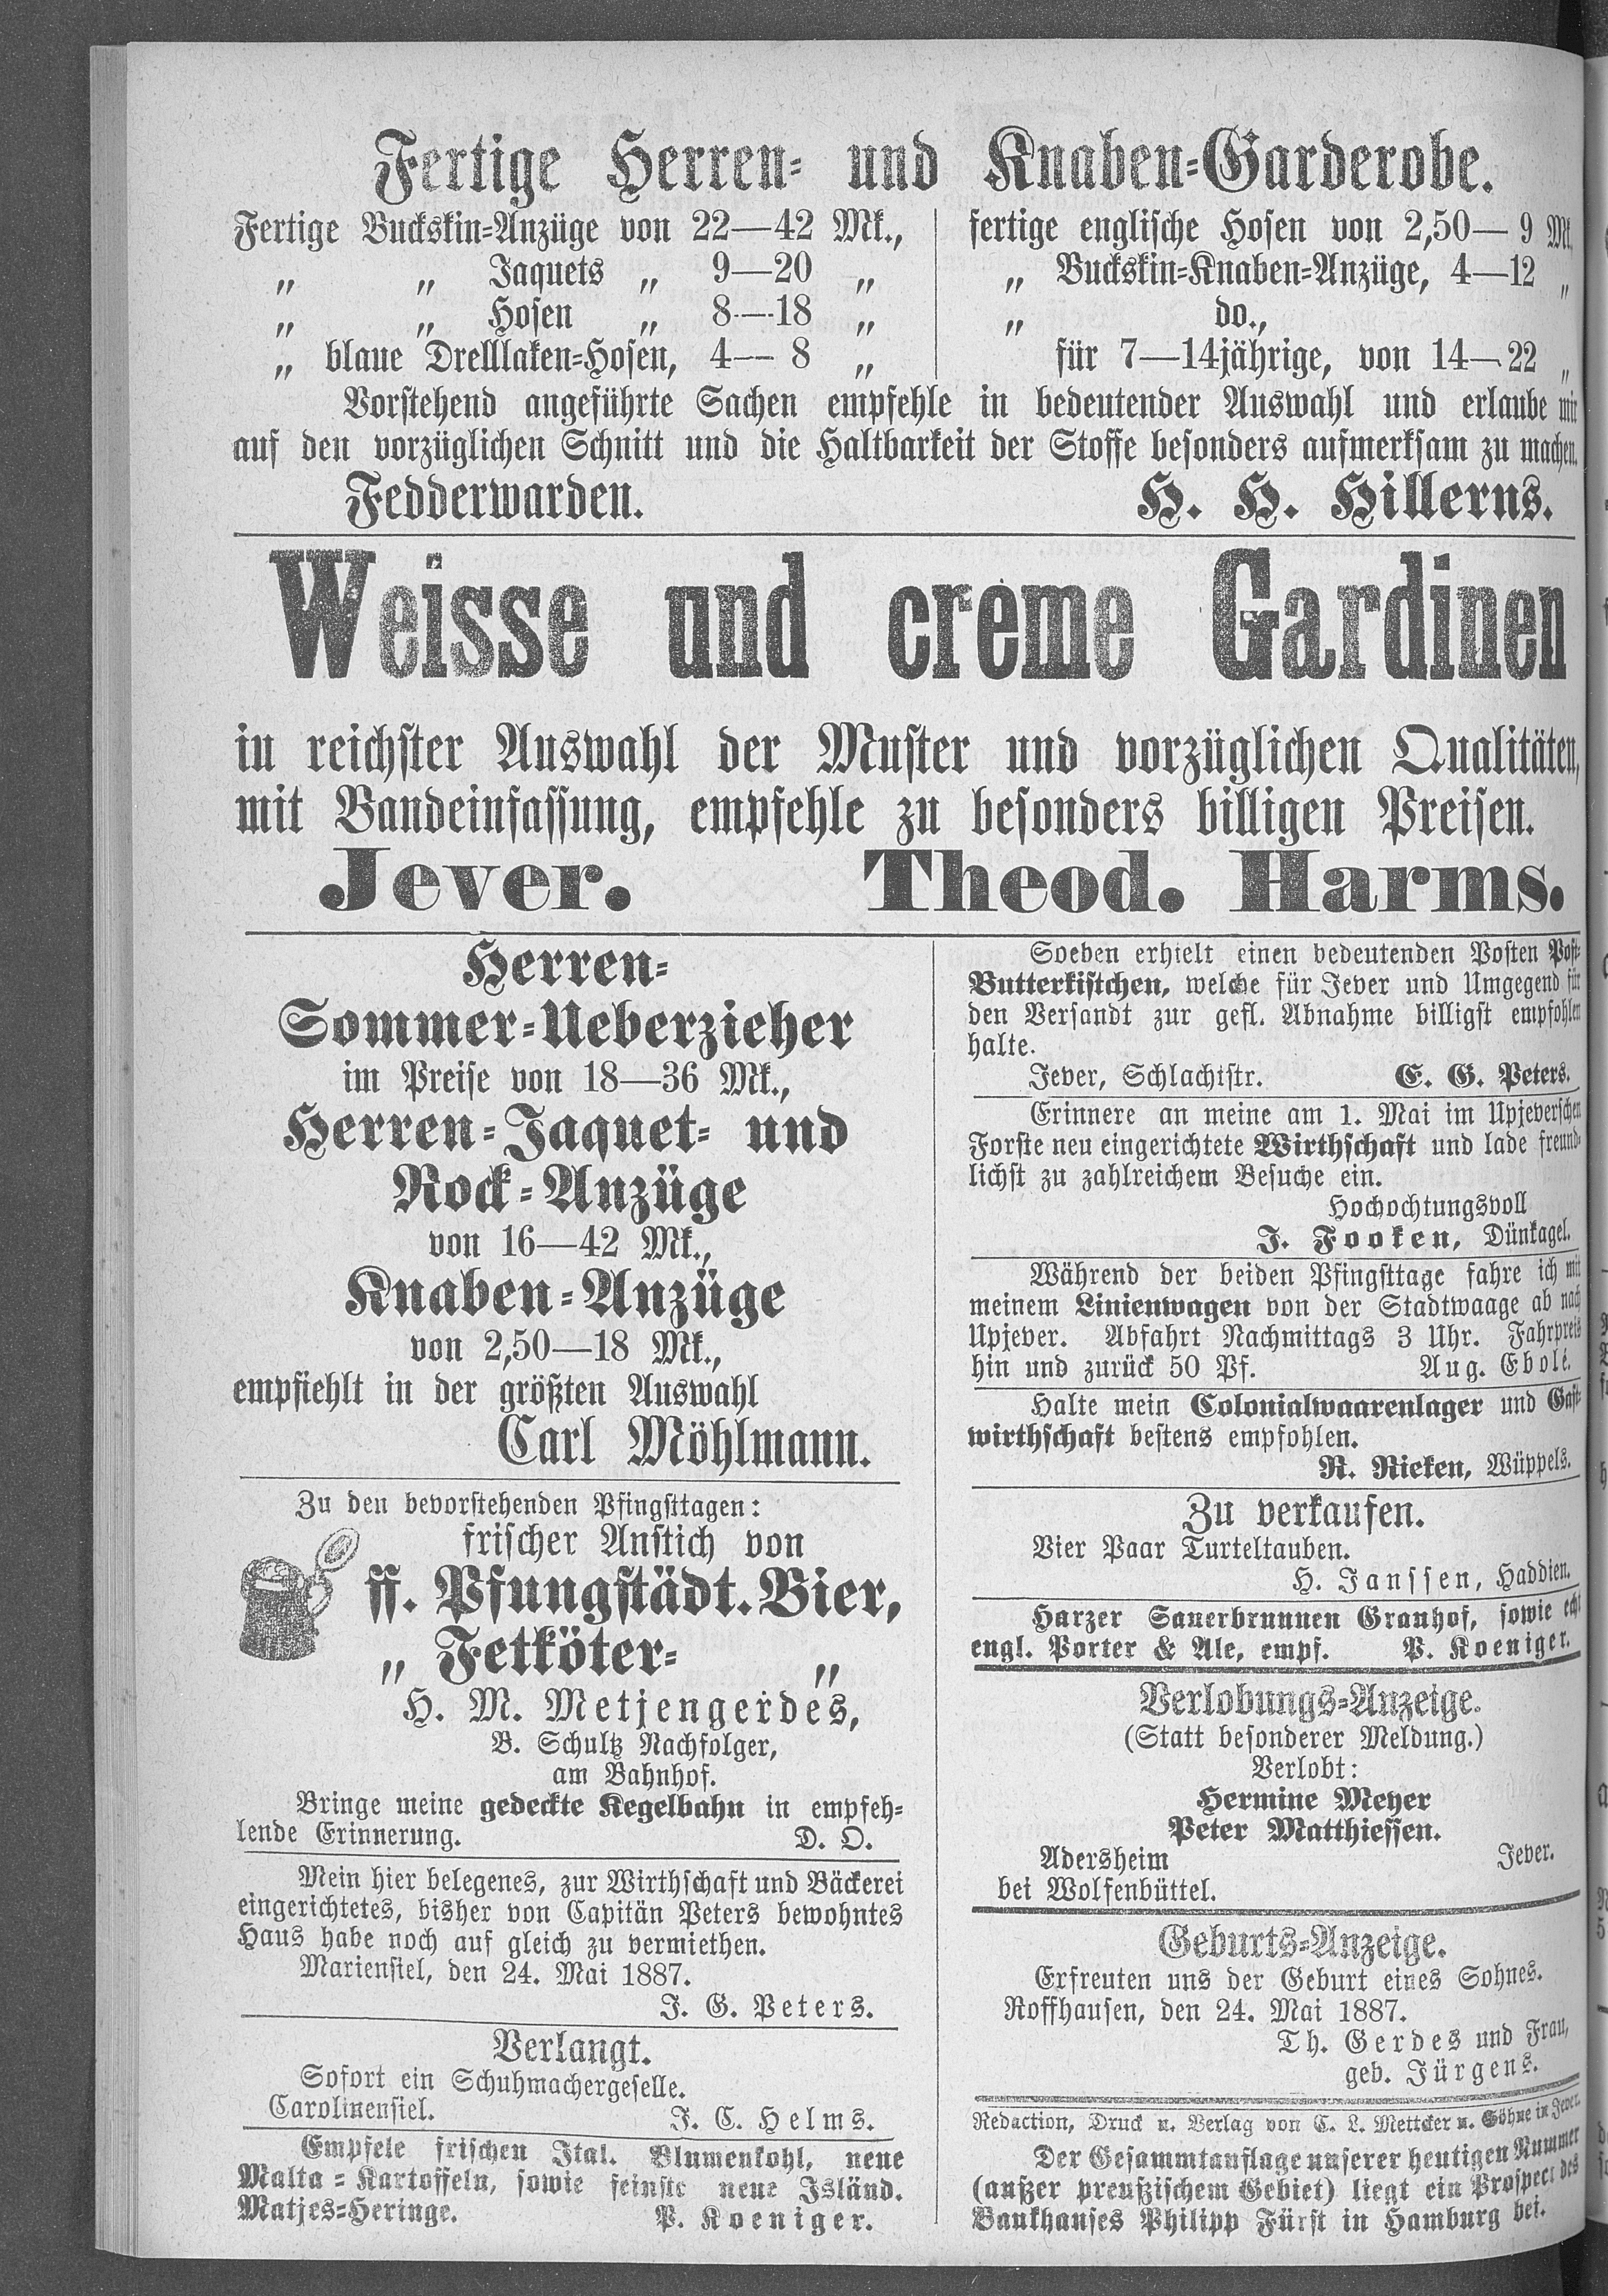 Fertige Herren- und Knaben-Garderobe.
Fertige Buckskin-Anzüge von 22—42 Mk.,
„ „ Jaquets „ 9—20 „
„ „ Hosen „ 8—18 „
„ blaue Drelllaken-Hosen, 4— 8 „
fertige englische Hosen von 2,50— 9 Mk.
„ Buckskin-Knaben-Anzüge, 4—12 „
„ do.,
für 7—14jährige, von 14—22 „
Vorstehend angeführte Sachen empfehle in bedeutender Auswahl und erlaube mir
auf den vorzüglichen Schnitt und die Haltbarkeit der Stoffe besonders aufmerksam zu machen.
Fedderwarden. H. H. Hillerns.
Weisse und crème Gardinen
in reichster Auswahl der Muster und vorzüglichen Qualitäten,
mit Bandeinfassung, empfehle zu besonders billigen Preisen.
Jever. Theod. Harms.
Herren-
Sommer-Ueberzieher
im Preise von 18—36 Mk.,
Herren-Jaquet- und
Rock-Anzüge
von 16—42 Mk.,
Knaben-Anzüge
von 2,50—18 Mk.,
empfiehlt in der größten Auswahl
Carl Möhlmann.
Zu den bevorstehenden Pfingsttagen:
frischer Anstich von
ff. Pfungstädt. Bier,
„ Fetköter- „
H. M. Metjengerdes,
B. Schultz Nachfolger,
am Bahnhof.
Bringe meine gedeckte Kegelbahn in empfeh-
lende Erinnerung. D. O.
Mein hier belegenes, zur Wirthschaft und Bäckerei
eingerichtetes, bisher von Capitän Peters bewohntes
Haus habe noch auf gleich zu vermiethen.
Mariensiel, den 24. Mai 1887.
J. G. Peters.
Verlangt.
Sofort ein Schuhmachergeselle.
Carolinensiel. J. C. Helms.
Empfele frischen Ital. Blumenkohl, neue
Malta-Kartoffeln, sowie feinste neue Isländ.
Matjes-Heringe. P. Koeniger.
Soeben erhielt einen bedeutenden Posten Post-
Butterkistchen, welche für Jever und Umgegend für
den Versandt zur gefl. Abnahme billigst empfohlen
halte.
Jever, Schlachtstr. E. G. Peters.
Erinnere an meine am 1. Mai im Upjeverschen
Forste neu eingerichtete Wirthschaft und lade freund-
lichst zu zahlreichem Besuche ein.
Hochochtungsvoll
J. Fooken, Dünkagel.
Während der beiden Pfingsttage fahre ich mit
meinem Linienwagen von der Stadtwaage ab nach
Upjever. Abfahrt Nachmittags 3 Uhr. Fahrpreis
hin und zurück 50 Pf. Aug. Ebolé.
Halte mein Colonialwaarenlager und Gast-
wirthschaft bestens empfohlen.
R. Rieken, Wüppels.
Zu verkaufen.
Vier Paar Turteltauben.
H. Janssen, Haddien.
Harzer Sauerbrunnen Grauhof, sowie echt
engl. Porter & Ale, empf. P. Koeniger.
Verlobungs-Anzeige.
(Statt besonderer Meldung.)
Verlobt:
Hermine Meyer
Peter Matthiessen.
Adersheim Jever.
bei Wolfenbüttel.
Geburts-Anzeige.
Erfreuten uns der Geburt eines Sohnes.
Roffhausen, den 24. Mai 1887.
Th. Gerdes und Frau,
geb. Jürgens.
Redaction, Druck u. Verlag von C. L. Mettcker u. Söhne in Jever.
Der Gesammtauflage unserer heutigen Nummer
(außer preußischem Gebiet) liegt ein Prospect des
Bankhauses Philipp Fürst in Hamburg bei.